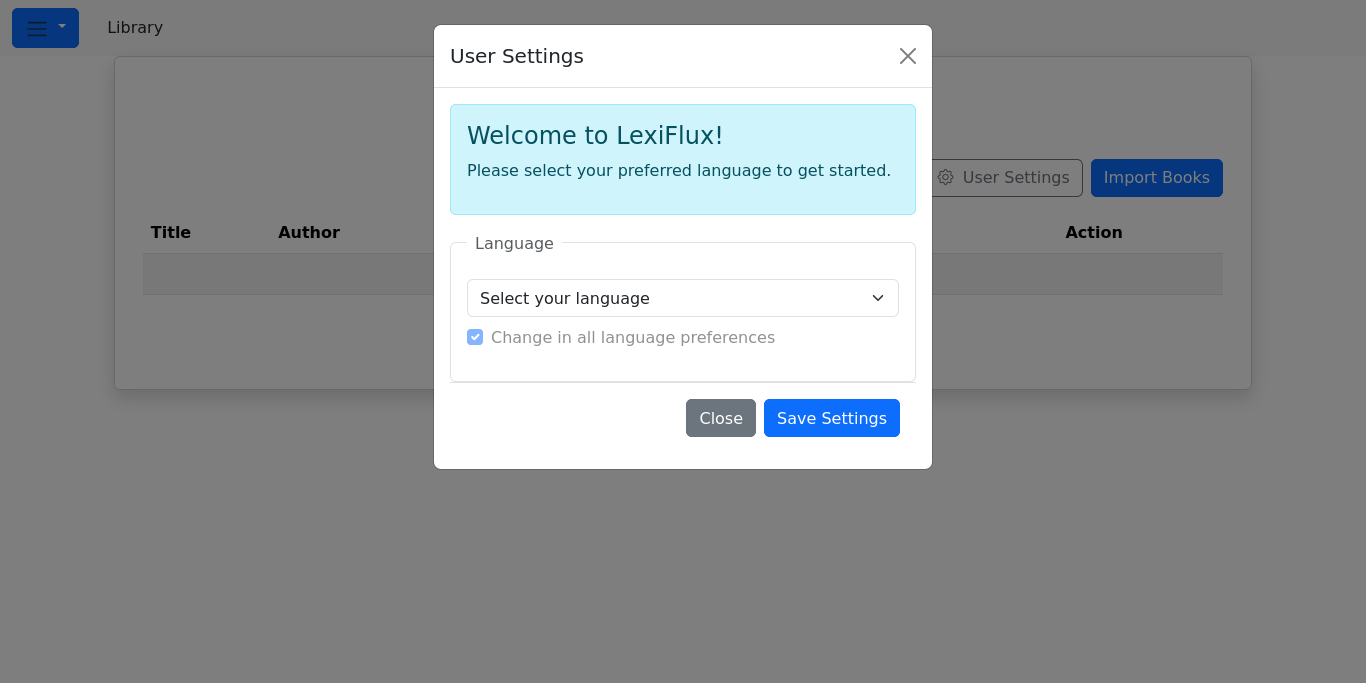 Library
User Settings
Welcome to LexiFlux!
Please select your preferred language to get started.
User Settings
Import Books
Title
Author
Action
Language
Select your language
Change in all language preferences
Close
Save Settings